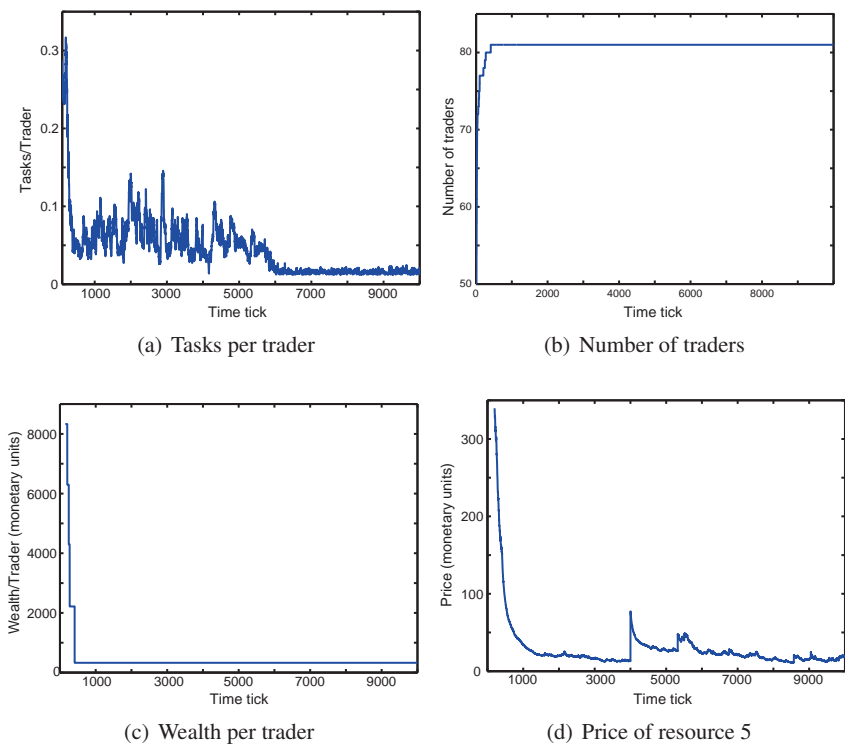 0.3
0.2
0.1
0
Tasks/Trader
1000 3000 5000 7000 9000
Time tick
(a) Tasks per trader
80
70
60
50
Number of traders
0 2000 4000 6000 8000
Time tick
(b) Number of traders
8000
6000
4000
2000
0
Wealth/Trader (monetary units)
1000 3000 5000 7000 9000
Time tick
(c) Wealth per trader
300
200
100
0
Price (monetary units)
1000 3000 5000 7000 9000
Time tick
(d) Price of resource 5